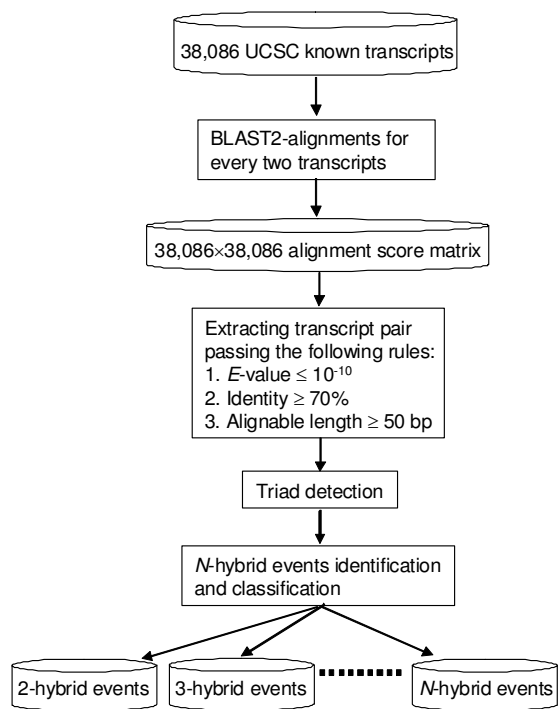 38,086 UCSC known transcripts
BLAST2-alignments for
every two transcripts
38,086×38,086 alignment score matrix
Extracting transcript pair
passing the following rules:
1. E-value ≤ 10⁻¹⁰
2. Identity ≥ 70%
3. Alignable length ≥ 50 bp
Triad detection
N-hybrid events identification
and classification
2-hybrid events
3-hybrid events
N-hybrid events